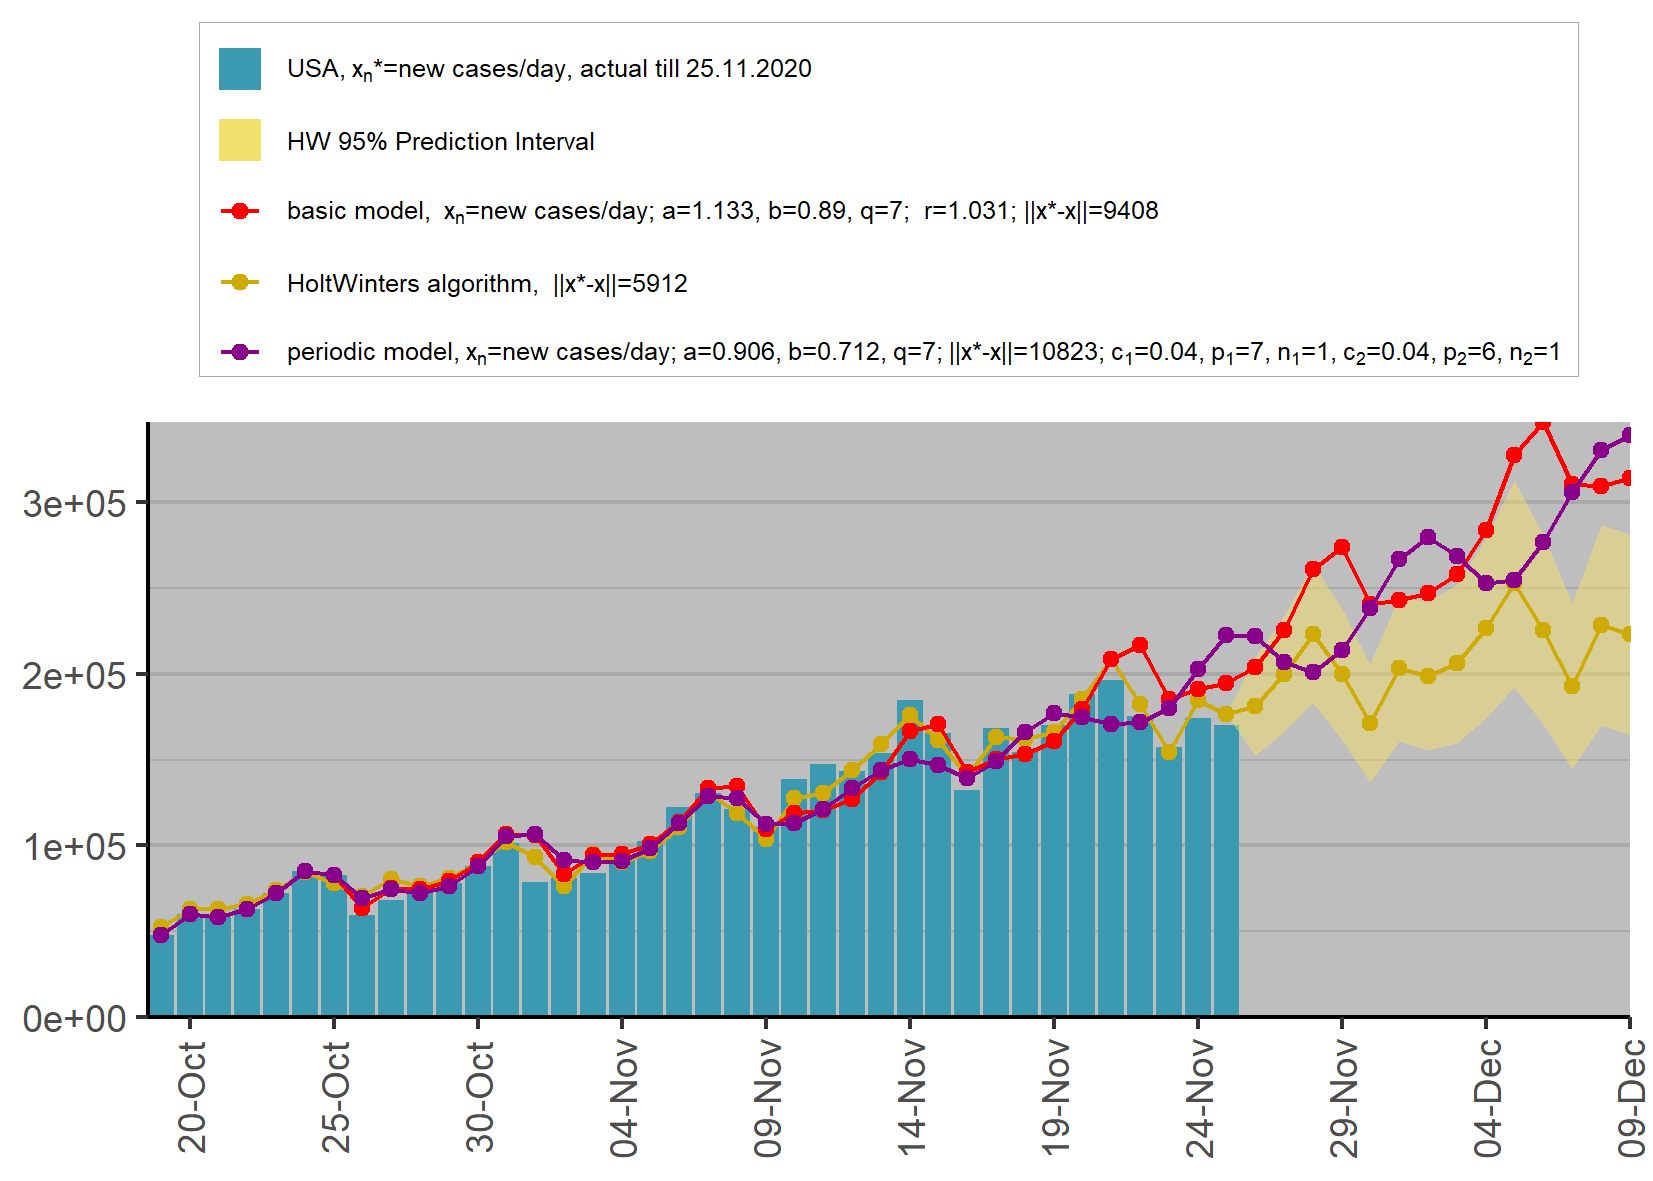 USA, xₙ*=new cases/day, actual till 25.11.2020
HW 95% Prediction Interval
basic model,  xₙ=new cases/day; a=1.133, b=0.89, q=7;  r=1.031; ||x*-x||=9408
HoltWinters algorithm,  ||x*-x||=5912
periodic model, xₙ=new cases/day; a=0.906, b=0.712, q=7; ||x*-x||=10823; c₁=0.04, p₁=7, n₁=1, c₂=0.04, p₂=6, n₂=1
3e+05
2e+05
1e+05
0e+00
20-Oct
25-Oct
30-Oct
04-Nov
09-Nov
14-Nov
19-Nov
24-Nov
29-Nov
04-Dec
09-Dec